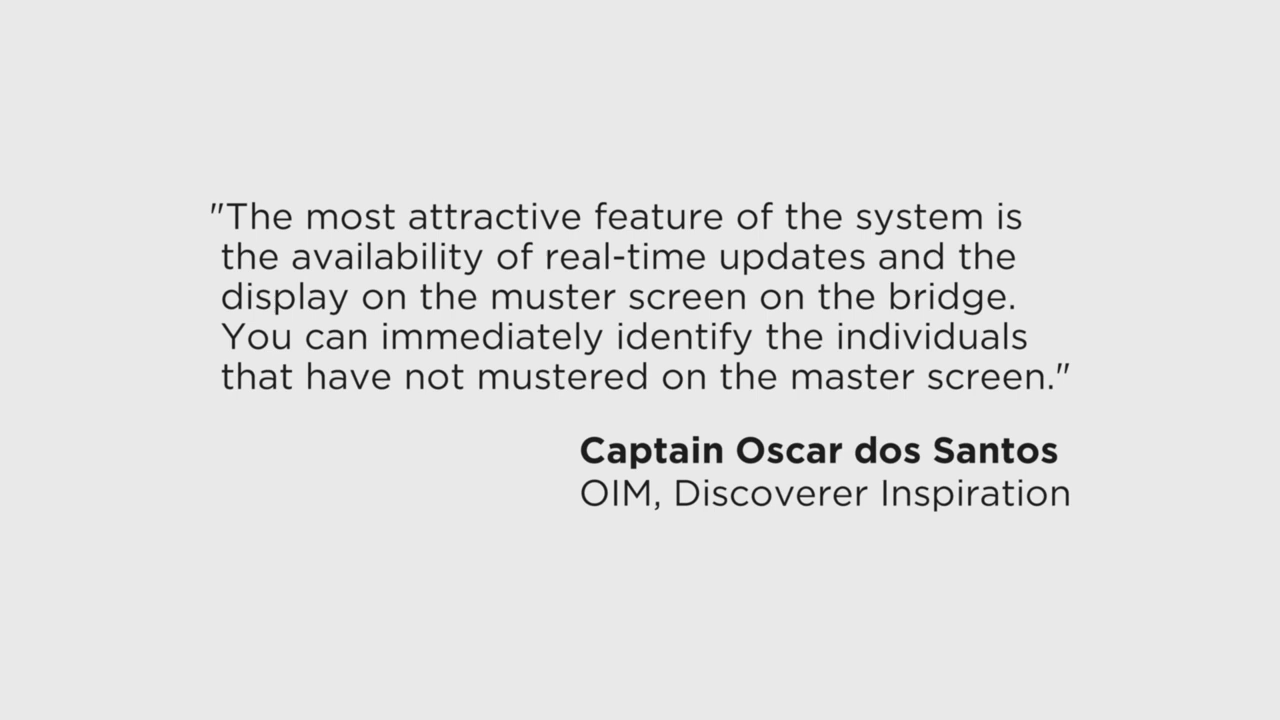 "The most attractive feature of the system is
the availability of real-time updates and the
display on the muster screen on the bridge.
You can immediately identify the individuals
that have not mustered on the master screen."
Captain Oscar dos Santos
OIM, Discoverer Inspiration